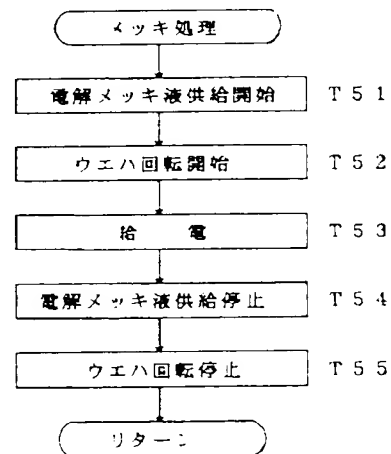 メッキ処理
電解メッキ液供給開始 T51
ウエハ回転開始 T52
給 電 T53
電解メッキ液供給停止 T54
ウエハ回転停止 T55
リターン